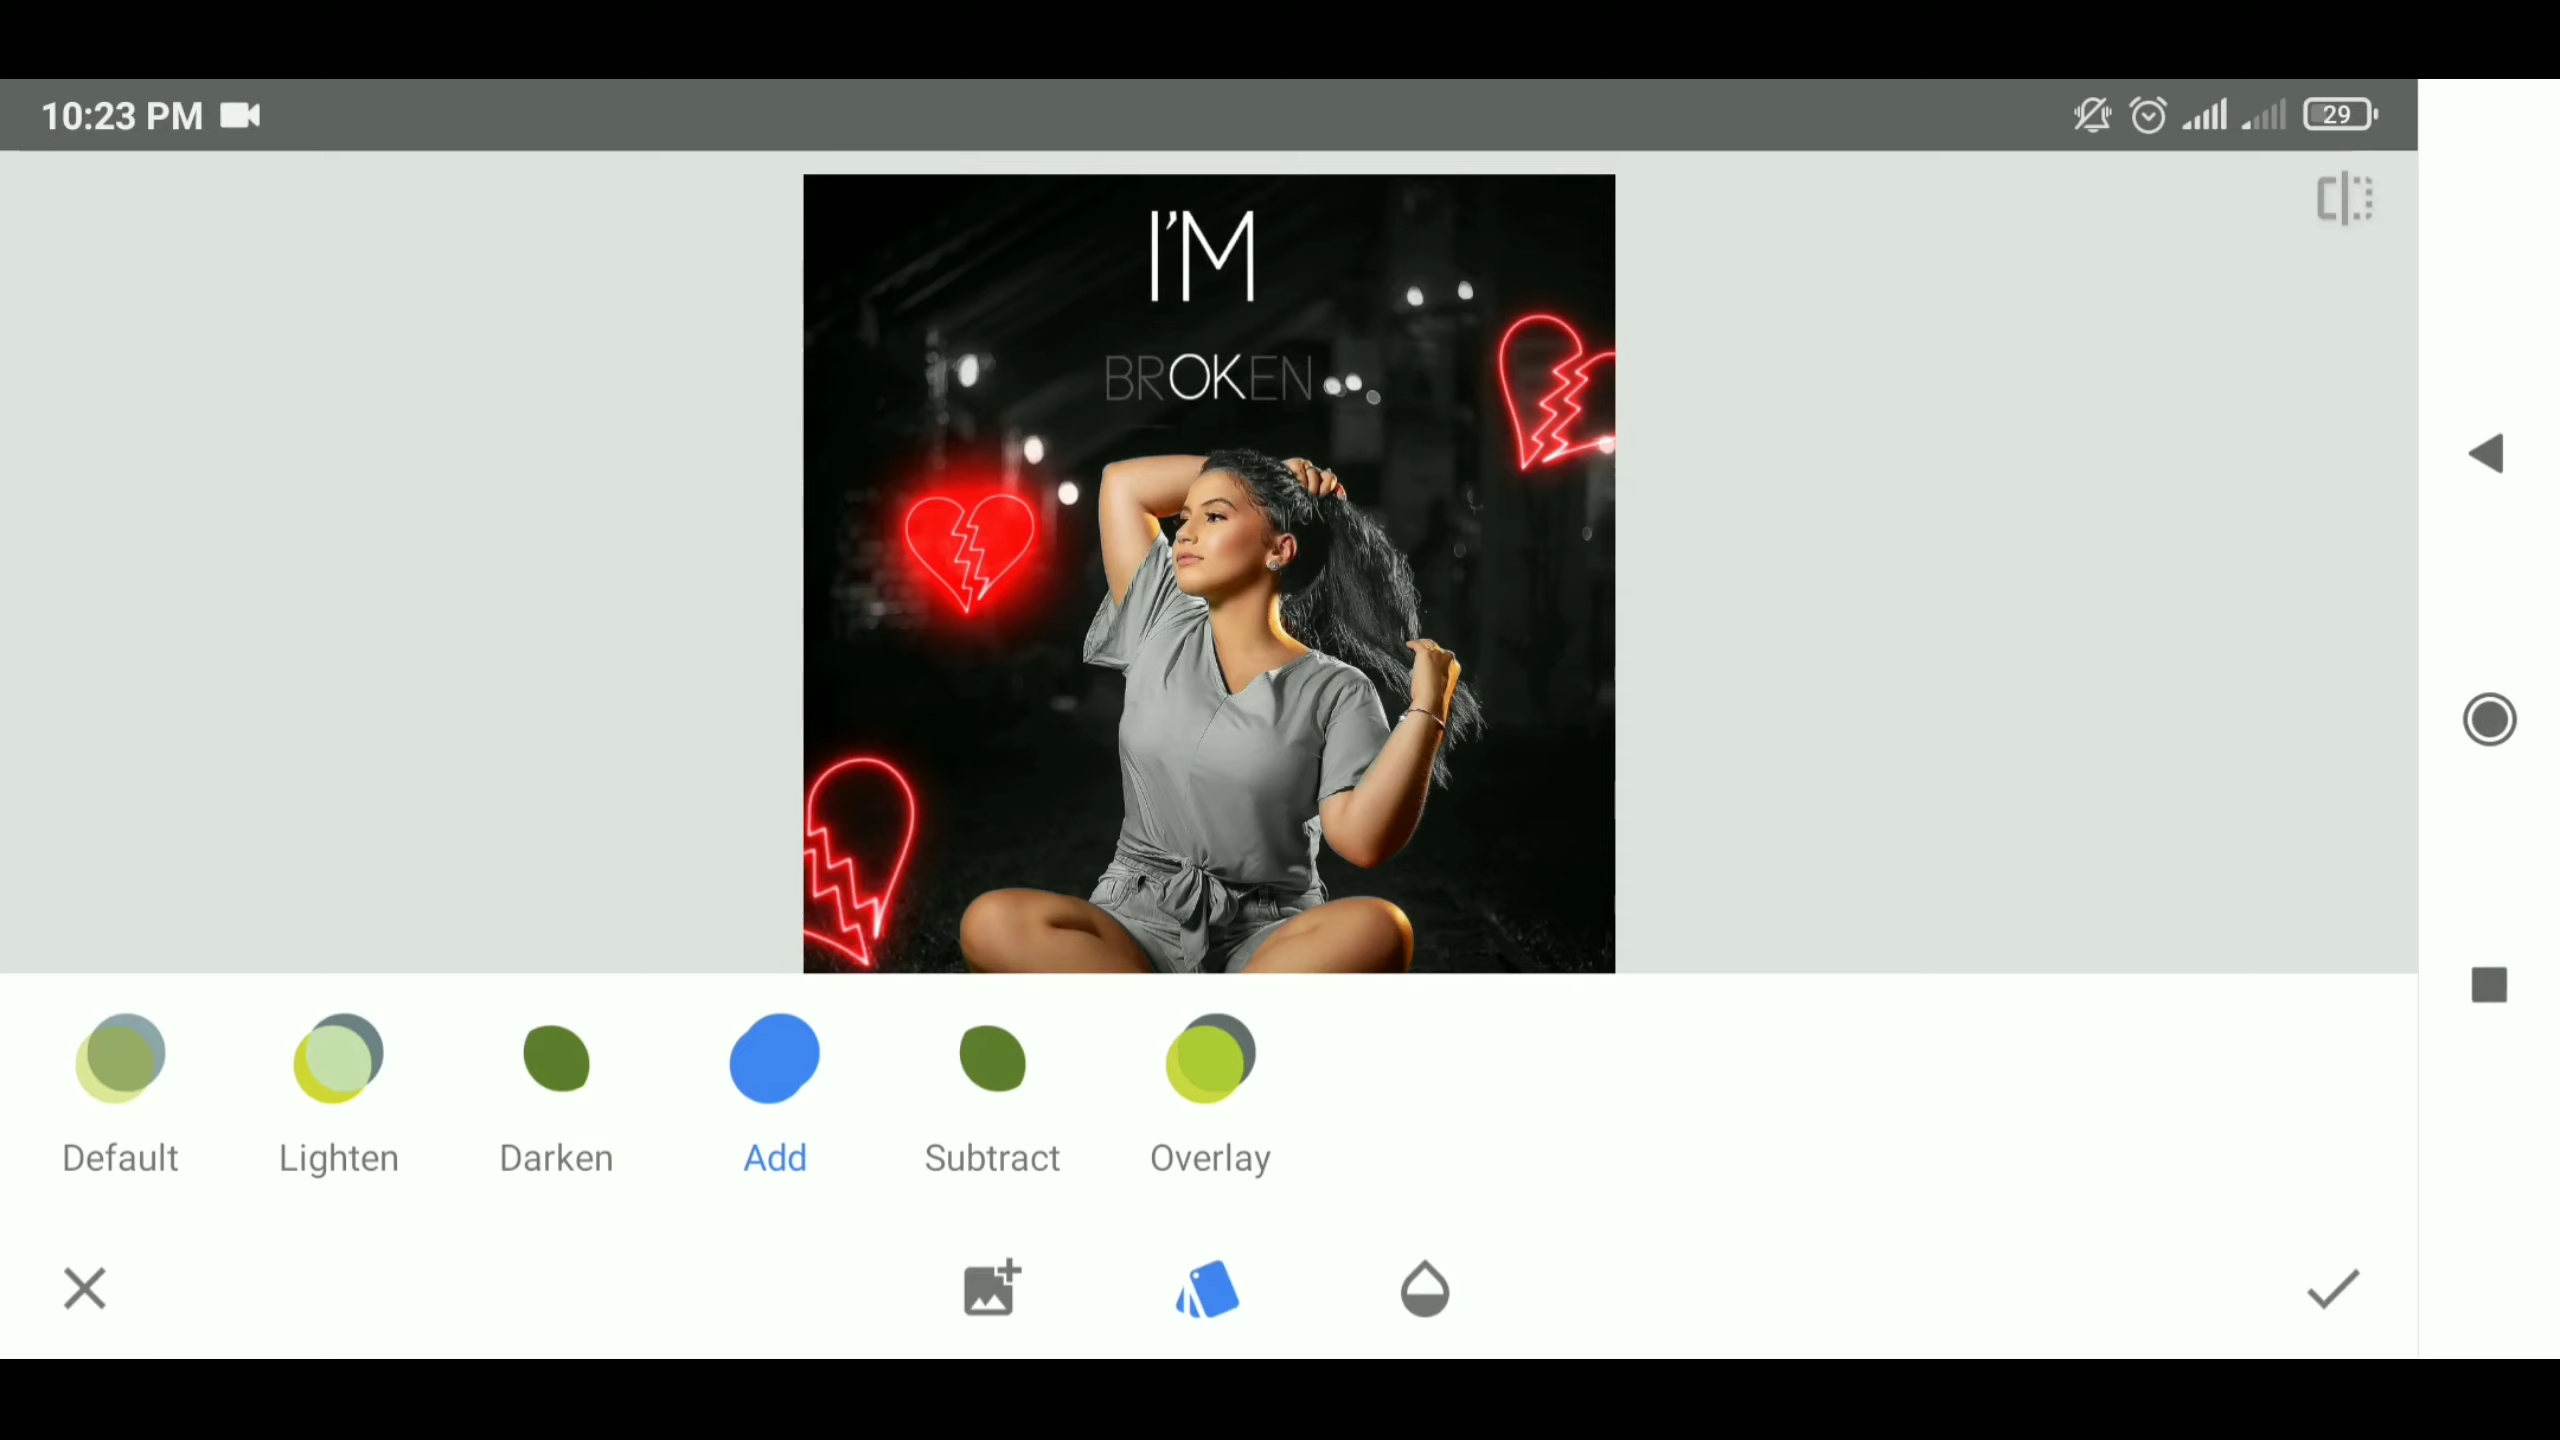 10:23 PM
29
I'M
BROKEN
Default
Lighten
Darken
Add
Subtract
Overlay